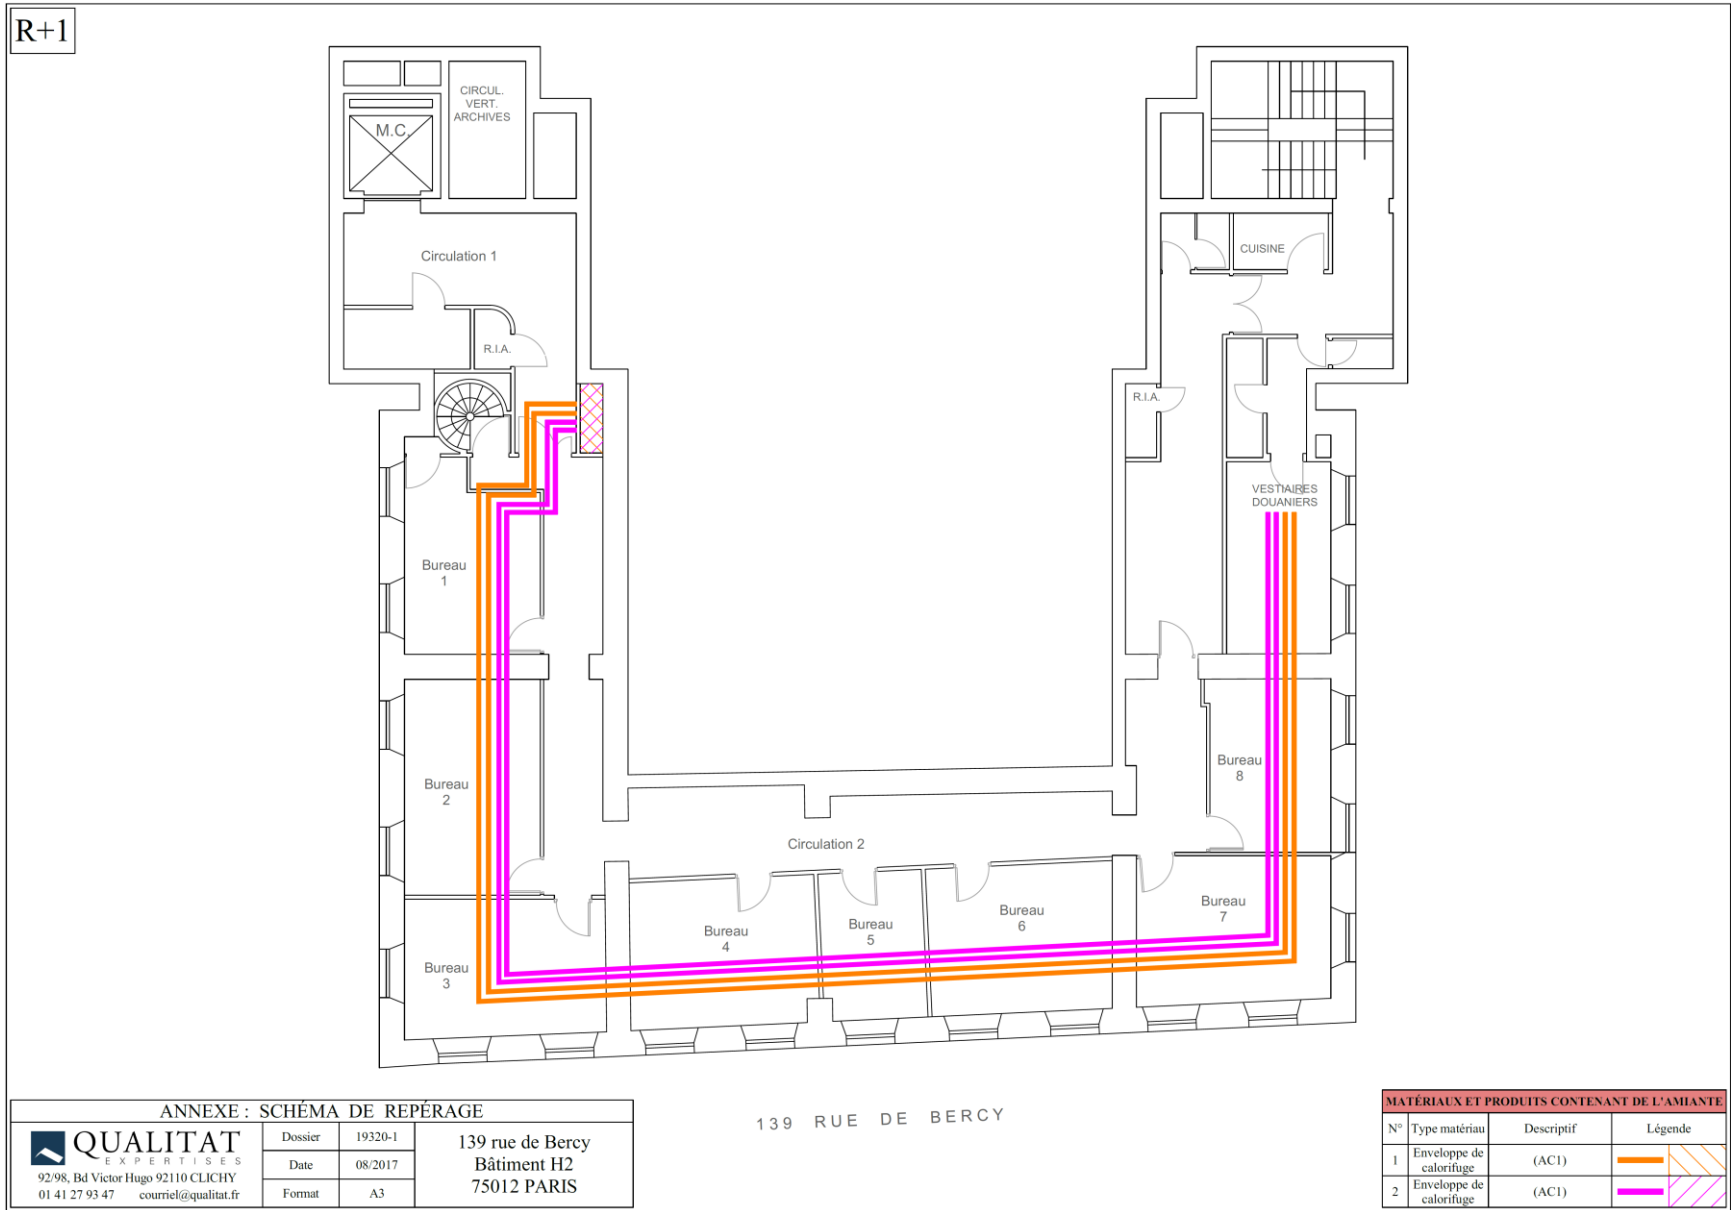 R+1
CIRCUL.
VERT.
ARCHIVES
M.C.
Circulation 1
CUISINE
R.I.A.
R.I.A.
VESTIAIRES
DOUANIERS
Bureau
1
Bureau
2
Bureau
8
Circulation 2
Bureau
3
Bureau
4
Bureau
5
Bureau
6
Bureau
7
139 RUE DE BERCY
ANNEXE : SCHÉMA DE REPÉRAGE
QUALITAT
EXPERTISES
92/98, Bd Victor Hugo 92110 CLICHY
01 41 27 93 47 courriel@qualitat.fr
Dossier 19320-1
Date 08/2017
Format A3
139 rue de Bercy
Bâtiment H2
75012 PARIS
MATÉRIAUX ET PRODUITS CONTENANT DE L'AMIANTE
N° Type matériau Descriptif Légende
1 Enveloppe de calorifuge (AC1)
2 Enveloppe de calorifuge (AC1)